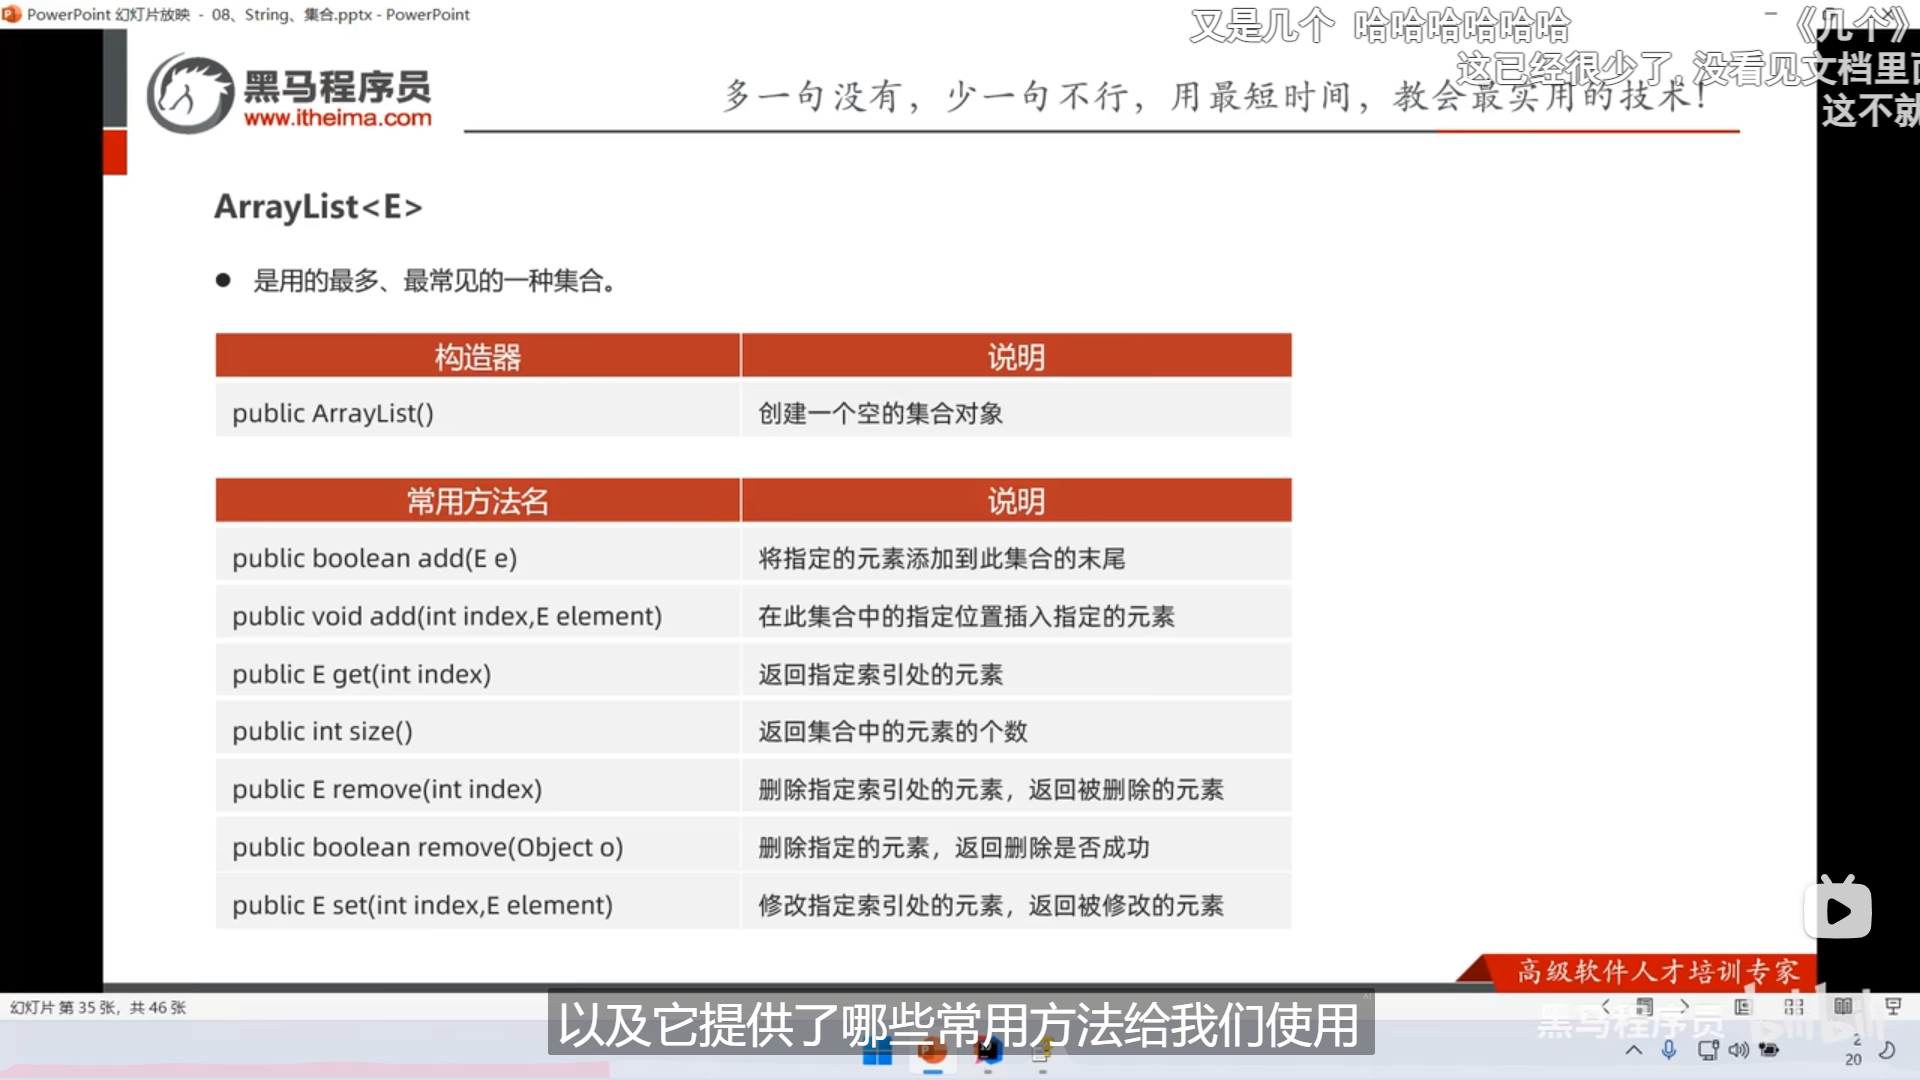 PowerPoint 幻灯片放映 - 08、String、集合.pptx - PowerPoint
又是几个 哈哈哈哈哈哈
《几个》
这已经很少了,没看见文档里
这不就
黑马程序员
www.itheima.com
多一句没有,少一句不行,用最短时间,教会最实用的技术!
ArrayList<E>
● 是用的最多、最常见的一种集合。
构造器 说明
public ArrayList() 创建一个空的集合对象
常用方法名 说明
public boolean add(E e) 将指定的元素添加到此集合的末尾
public void add(int index,E element) 在此集合中的指定位置插入指定的元素
public E get(int index) 返回指定索引处的元素
public int size() 返回集合中的元素的个数
public E remove(int index) 删除指定索引处的元素，返回被删除的元素
public boolean remove(Object o) 删除指定的元素，返回删除是否成功
public E set(int index,E element) 修改指定索引处的元素，返回被修改的元素
高级软件人才培训专家
幻灯片 第 35 张，共 46 张
以及它提供了哪些常用方法给我们使用
AI
黑马程序员 bilibili
2
20